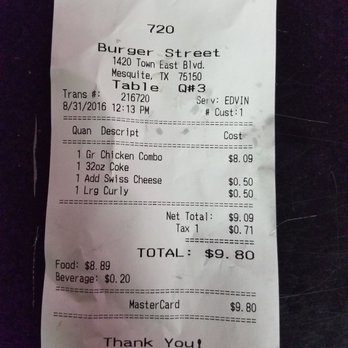 720
Burger Street
1420 Town East Blvd.
Mesquite, TX 75150
Table Q#3
Trans #: 216720 Serv: EDVIN
8/31/2016 12:13 PM # Cust:1
Quan Descript Cost
1 Gr Chicken Combo $8.09
1 32oz Coke
1 Add Swiss Cheese $0.50
1 Lrg Curly $0.50
Net Total: $9.09
Tax 1 $0.71
TOTAL: $9.80
Food: $8.89
Beverage: $0.20
MasterCard $9.80
Thank You!